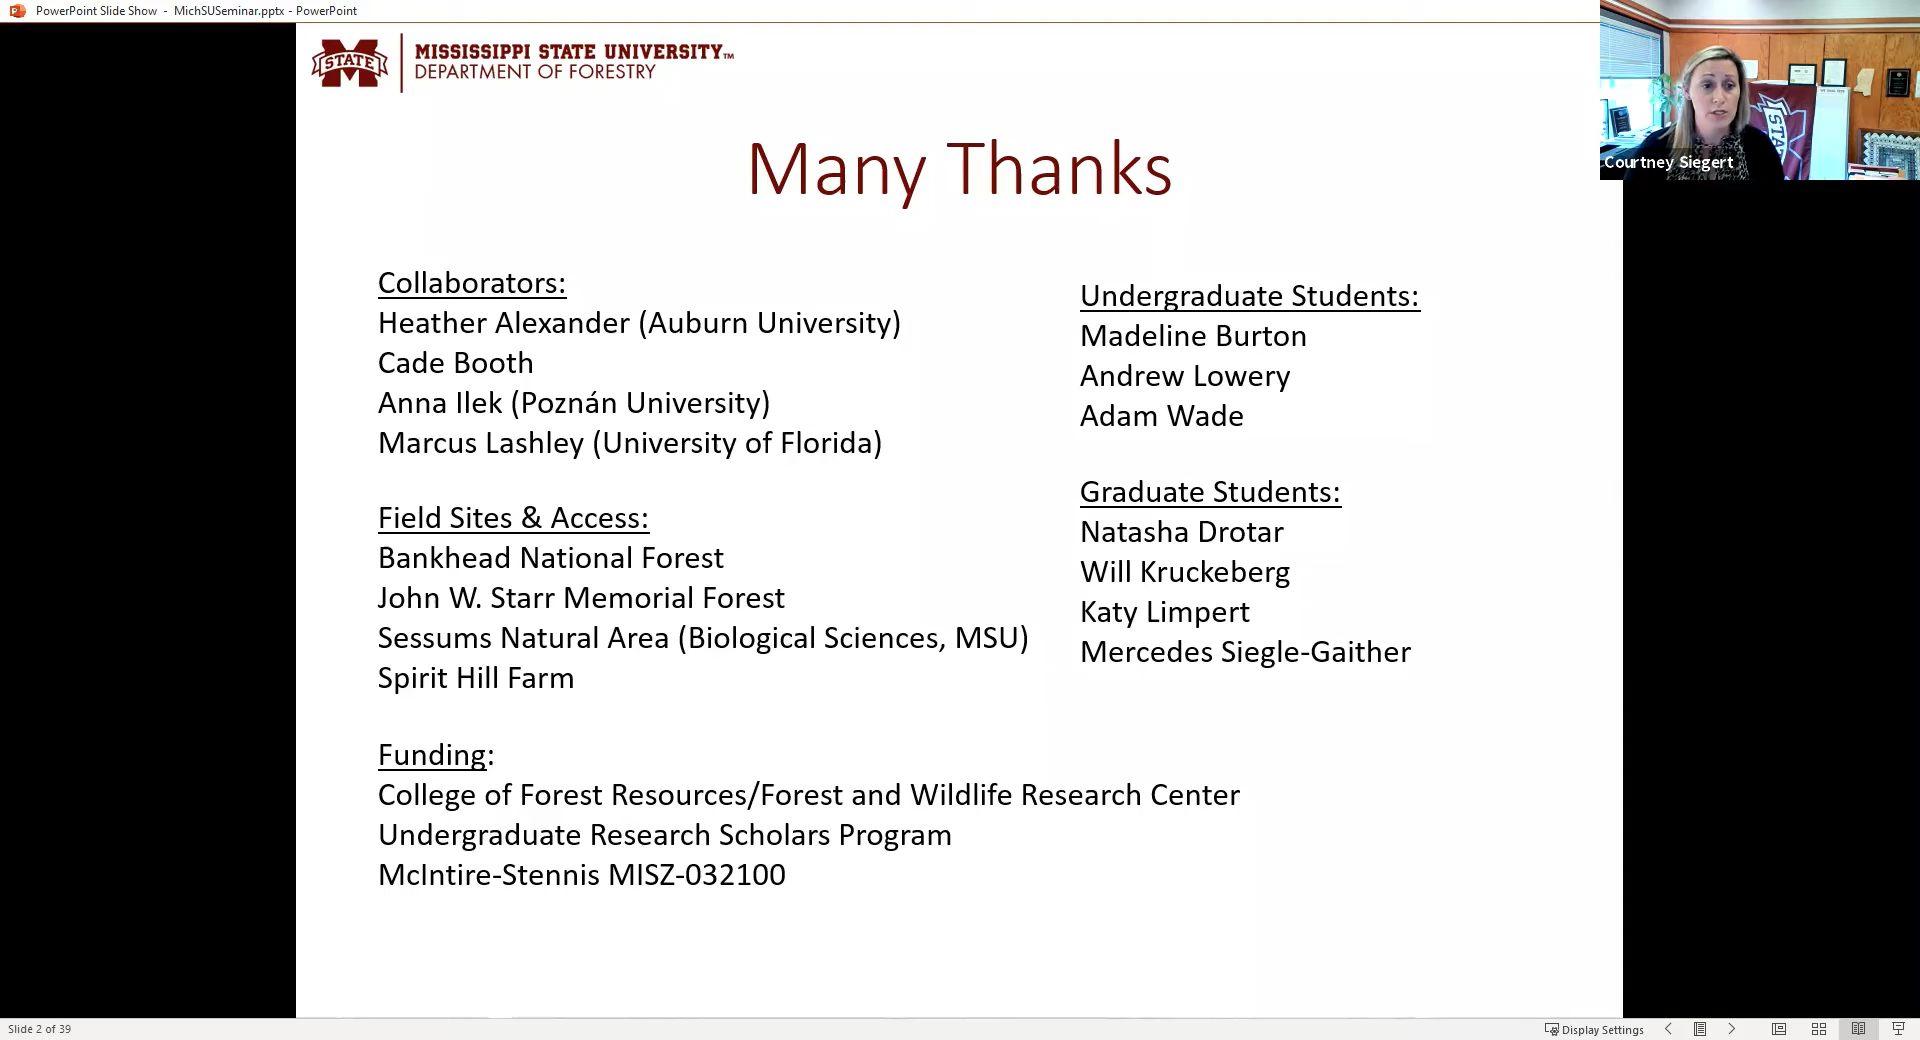 PowerPoint Slide Show - MichSUSeminar.pptx - PowerPoint
STATE
MISSISSIPPI STATE UNIVERSITY™
DEPARTMENT OF FORESTRY
Many Thanks
Collaborators:
Heather Alexander (Auburn University)
Cade Booth
Anna Ilek (Poznán University)
Marcus Lashley (University of Florida)
Field Sites & Access:
Bankhead National Forest
John W. Starr Memorial Forest
Sessums Natural Area (Biological Sciences, MSU)
Spirit Hill Farm
Funding:
College of Forest Resources/Forest and Wildlife Research Center
Undergraduate Research Scholars Program
McIntire-Stennis MISZ-032100
Undergraduate Students:
Madeline Burton
Andrew Lowery
Adam Wade
Graduate Students:
Natasha Drotar
Will Kruckeberg
Katy Limpert
Mercedes Siegle-Gaither
STATE
Courtney Siegert
Slide 2 of 39
Display Settings